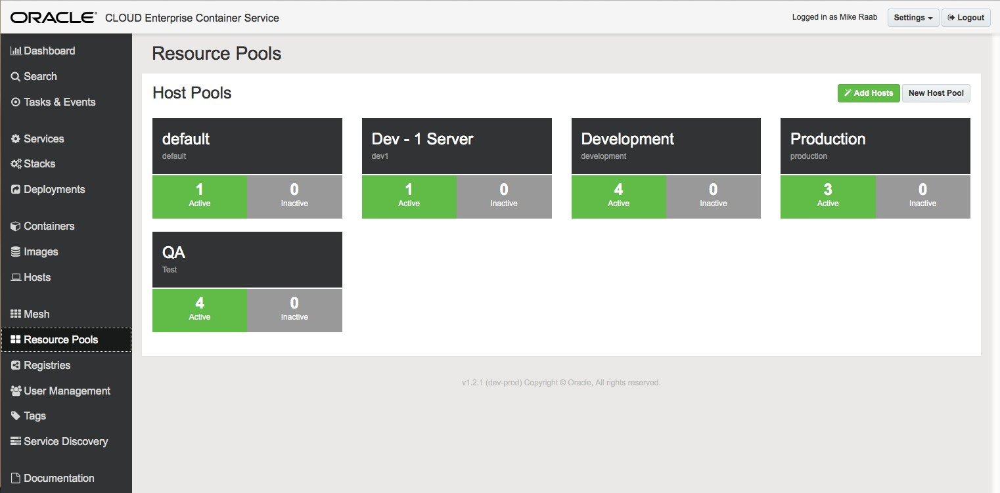 ORACLE® CLOUD Enterprise Container Service
Logged in as Mike Raab
Settings
Logout
Dashboard
Search
Tasks & Events
Services
Stacks
Deployments
Containers
Images
Hosts
Mesh
Resource Pools
Registries
User Management
Tags
Service Discovery
Documentation
Resource Pools
Host Pools
Add Hosts
New Host Pool
default
default
1
Active
0
Inactive
Dev - 1 Server
dev1
1
Active
0
Inactive
Development
development
4
Active
0
Inactive
Production
production
3
Active
0
Inactive
QA
Test
4
Active
0
Inactive
v1.2.1 (dev-prod) Copyright © Oracle, All rights reserved.